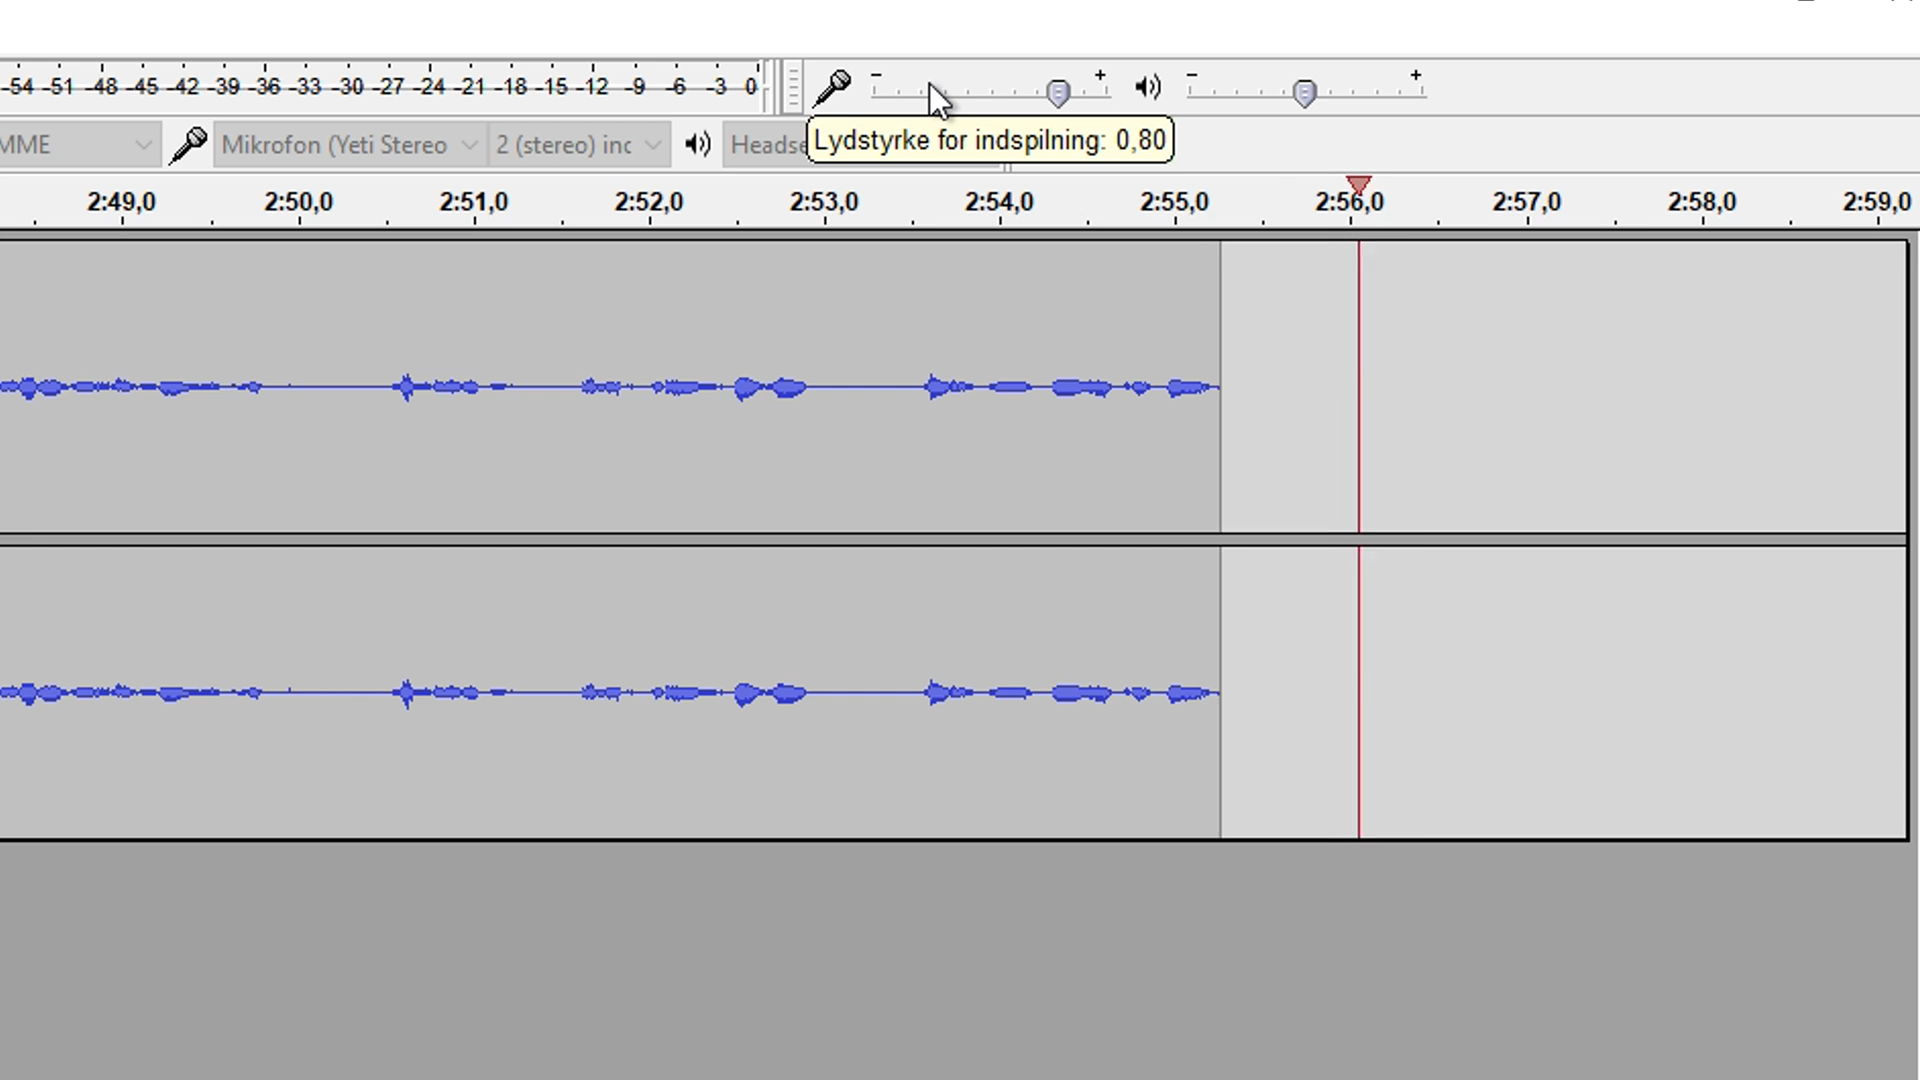 -54 -51 -48 -45 -42 -39 -36 -33 -30 -27 -24 -21 -18 -15 -12 -9 -6 -3 0 - + - +
MME Mikrofon (Yeti Stereo 2 (stereo) inc Headse
Lydstyrke for indspilning: 0,80
2:49,0 2:50,0 2:51,0 2:52,0 2:53,0 2:54,0 2:55,0 2:56,0 2:57,0 2:58,0 2:59,0